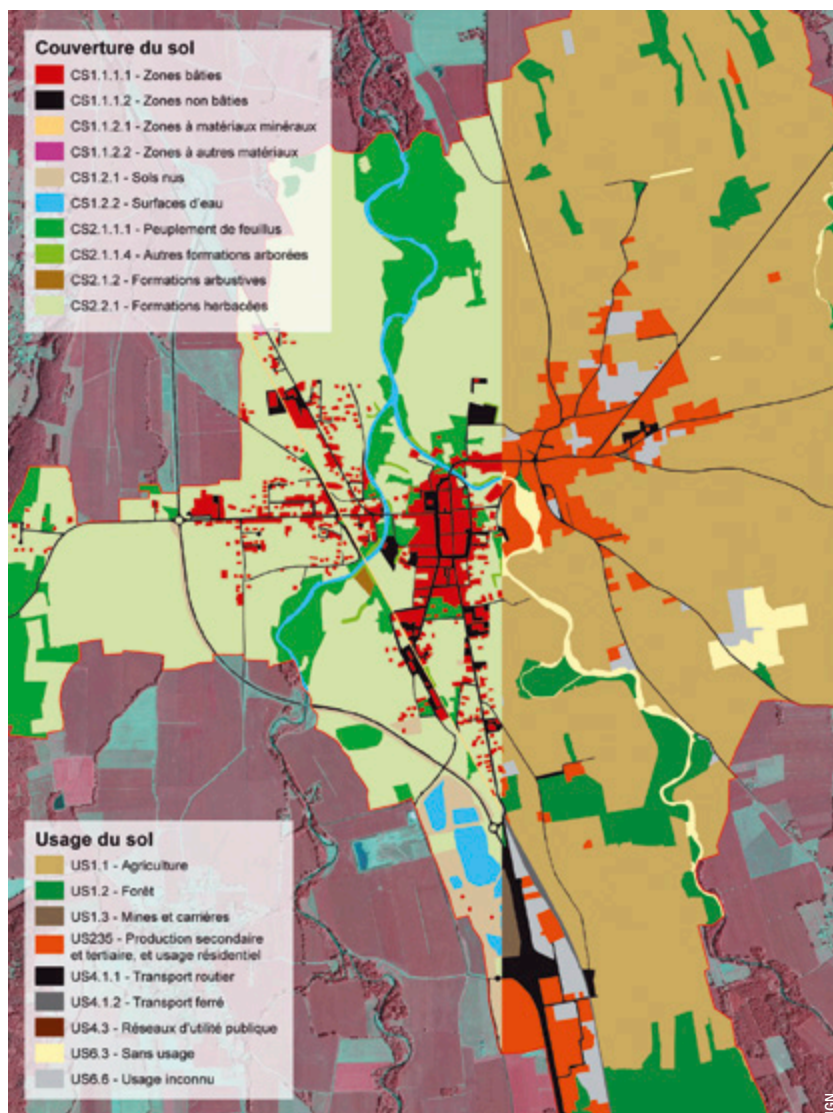 Couverture du sol
CS1.1.1.1 - Zones bâties
CS1.1.1.2 - Zones non bâties
CS1.1.2.1 - Zones à matériaux minéraux
CS1.1.2.2 - Zones à autres matériaux
CS1.2.1 - Sols nus
CS1.2.2 - Surfaces d'eau
CS2.1.1.1 - Peuplement de feuillus
CS2.1.1.4 - Autres formations arborées
CS2.1.2 - Formations arbustives
CS2.2.1 - Formations herbacées
Usage du sol
US1.1 - Agriculture
US1.2 - Forêt
US1.3 - Mines et carrières
US235 - Production secondaire
et tertiaire, et usage résidentiel
US4.1.1 - Transport routier
US4.1.2 - Transport ferré
US4.3 - Réseaux d'utilité publique
US6.3 - Sans usage
US6.6 - Usage inconnu
IGN